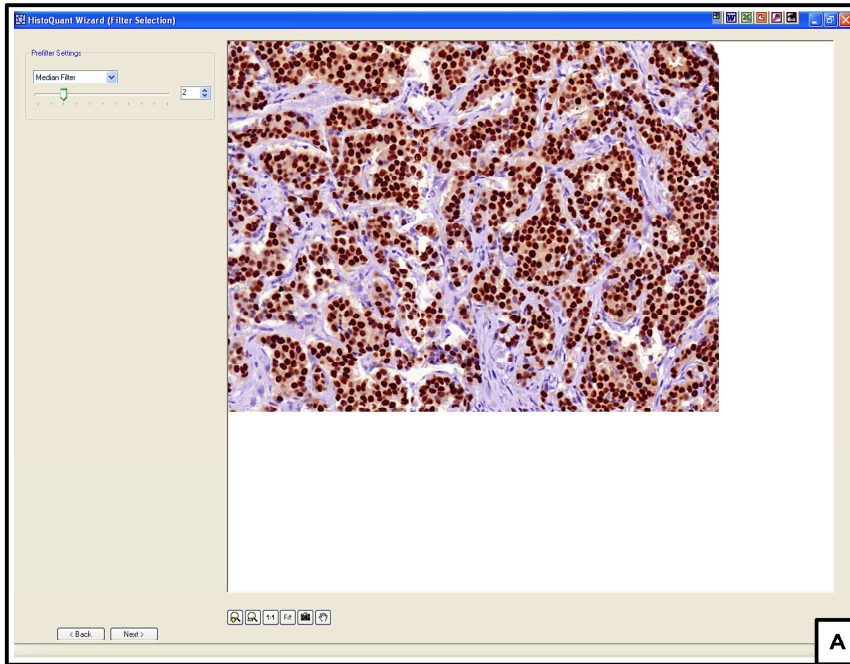 HistoQuant Wizard (Filter Selection)
Prefilter Settings
Median Filter
2
1:1 Fit
< Back Next >
A